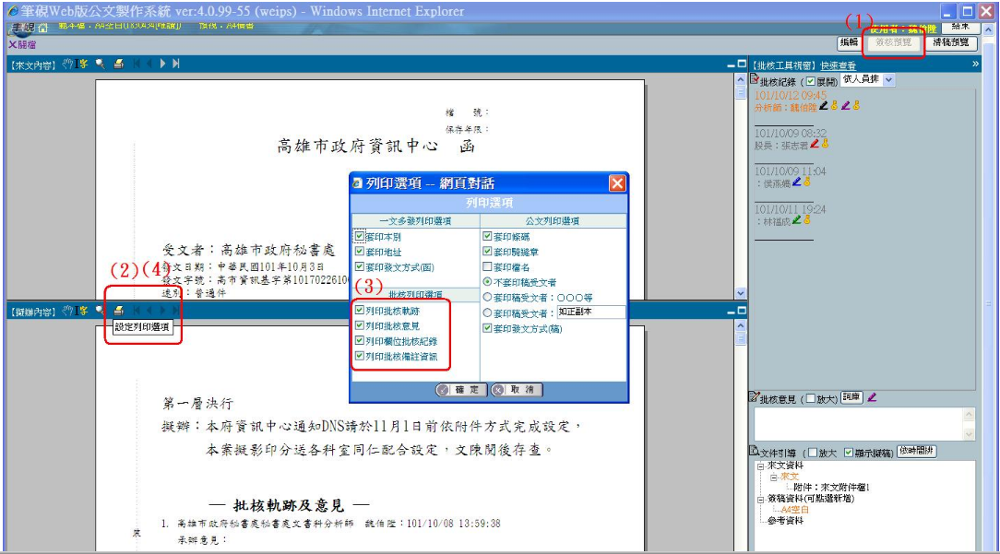 筆硯Web版公文製作系統 ver:4.0.99-55 (weips) - Windows Internet Explorer
(1)
結束
X關檔
編輯
簽核預覽
清稿預覽
【來文內容】
【批核工具視窗】快速查看
批核紀錄 (展開) 依人員排
101/10/12 09:45
分析師：魏伯陞
101/10/09 08:32
股長：張志君
101/10/09 11:04
101/10/11 19:24
：林福成
檔 號：
保存年限：
高雄市政府資訊中心 函
受文者：高雄市政府秘書處
發文日期：中華民國101年10月3日
發文字號：高市資訊基字第10170226100
速別：普通件
(2)(4)
【擬辦內容】
設定列印選項
列印選項 -- 網頁對話
列印選項
一文多發列印選項
公文列印選項
套印本別
套印條碼
套印地址
套印騎縫章
套印發文方式(函)
套印檔名
不套印稿受文者
(3)
批核列印選項
套印稿受文者：○○○等
列印批核軌跡
套印稿受文者： 如正副本
列印批核意見
套印發文方式(稿)
列印欄位批核紀錄
列印批核備註資訊
確 定
取 消
批核意見 (放大) 詞庫
文件引導 (放大 顯示擬稿) 依時間排
來文資料
來文
附件：來文附件檔1
簽稿資料(可點選新增)
A4空白
參考資料
第一層決行
擬辦：本府資訊中心通知DNS請於11月1日前依附件方式完成設定，
本案擬影印分送各科室同仁配合設定，文陳閱後存查。
— 批核軌跡及意見 —
1. 高雄市政府秘書處秘書處文書科分析師 魏伯陞：101/10/08 13:59:38
承辦意見：
裝